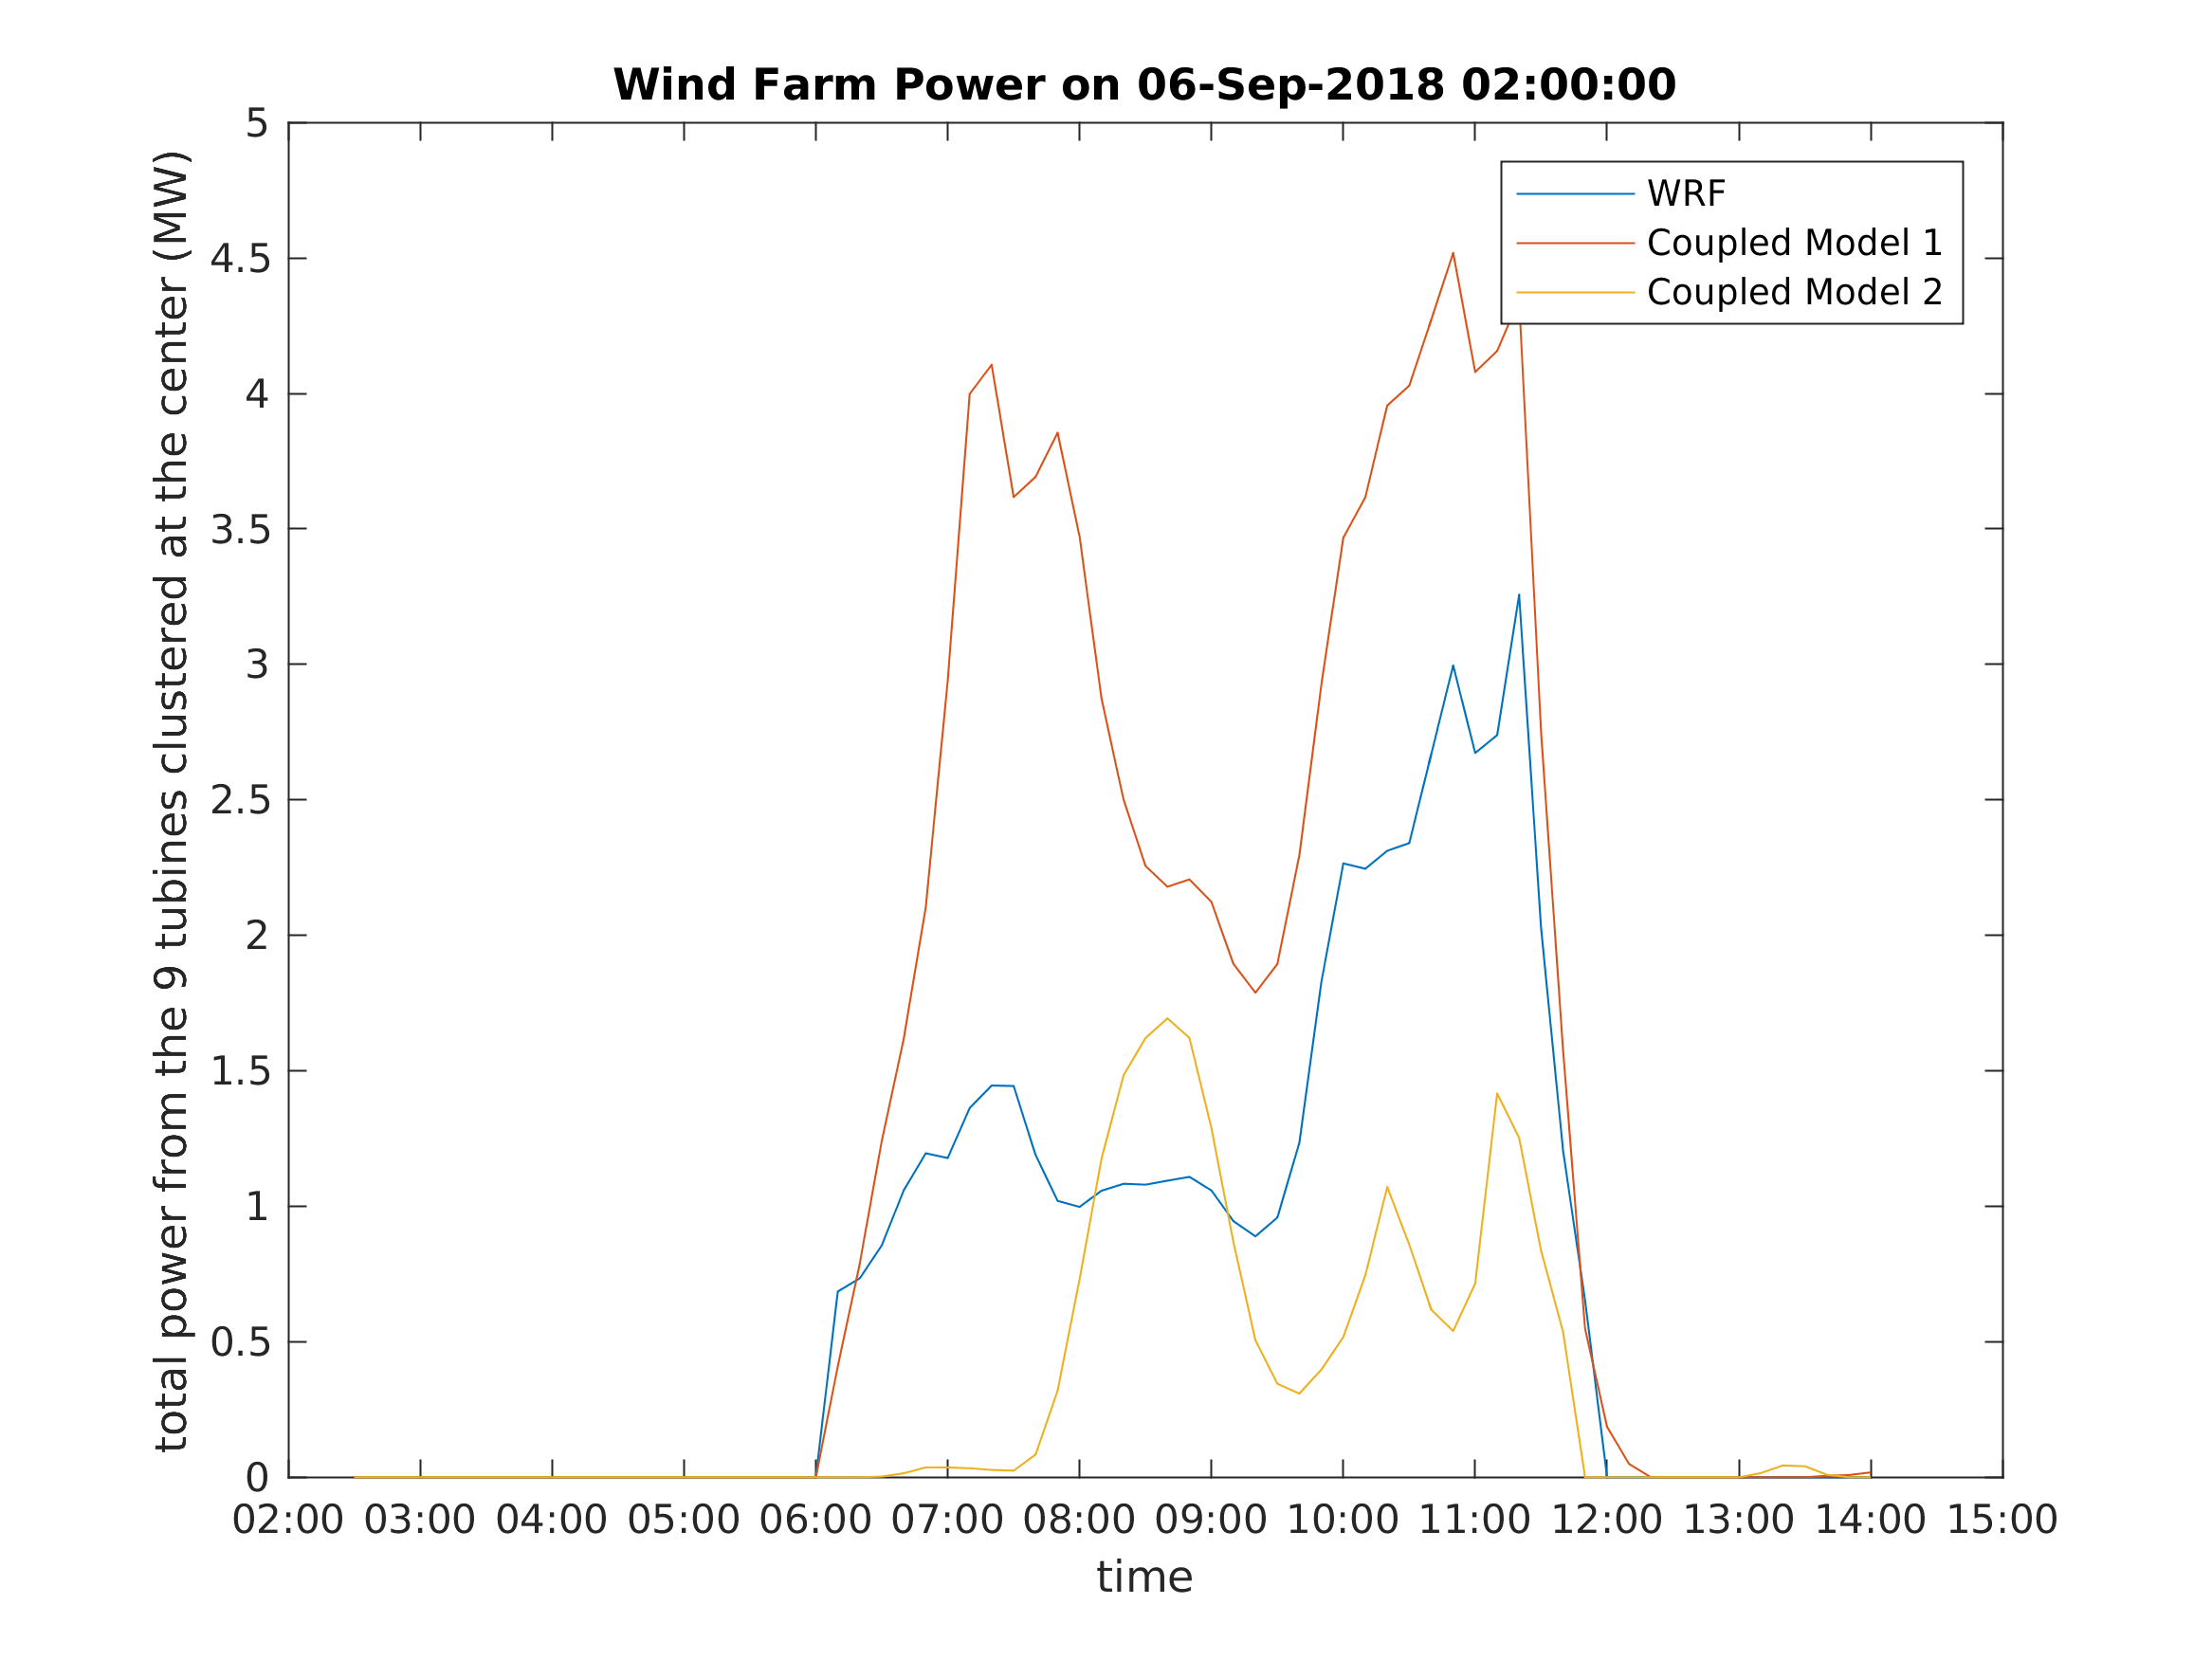 Wind Farm Power on 06-Sep-2018 02:00:00
total power from the 9 tubines clustered at the center (MW)
5
4.5
4
3.5
3
2.5
2
1.5
1
0.5
0
WRF
Coupled Model 1
Coupled Model 2
02:00 03:00 04:00 05:00 06:00 07:00 08:00 09:00 10:00 11:00 12:00 13:00 14:00 15:00
time